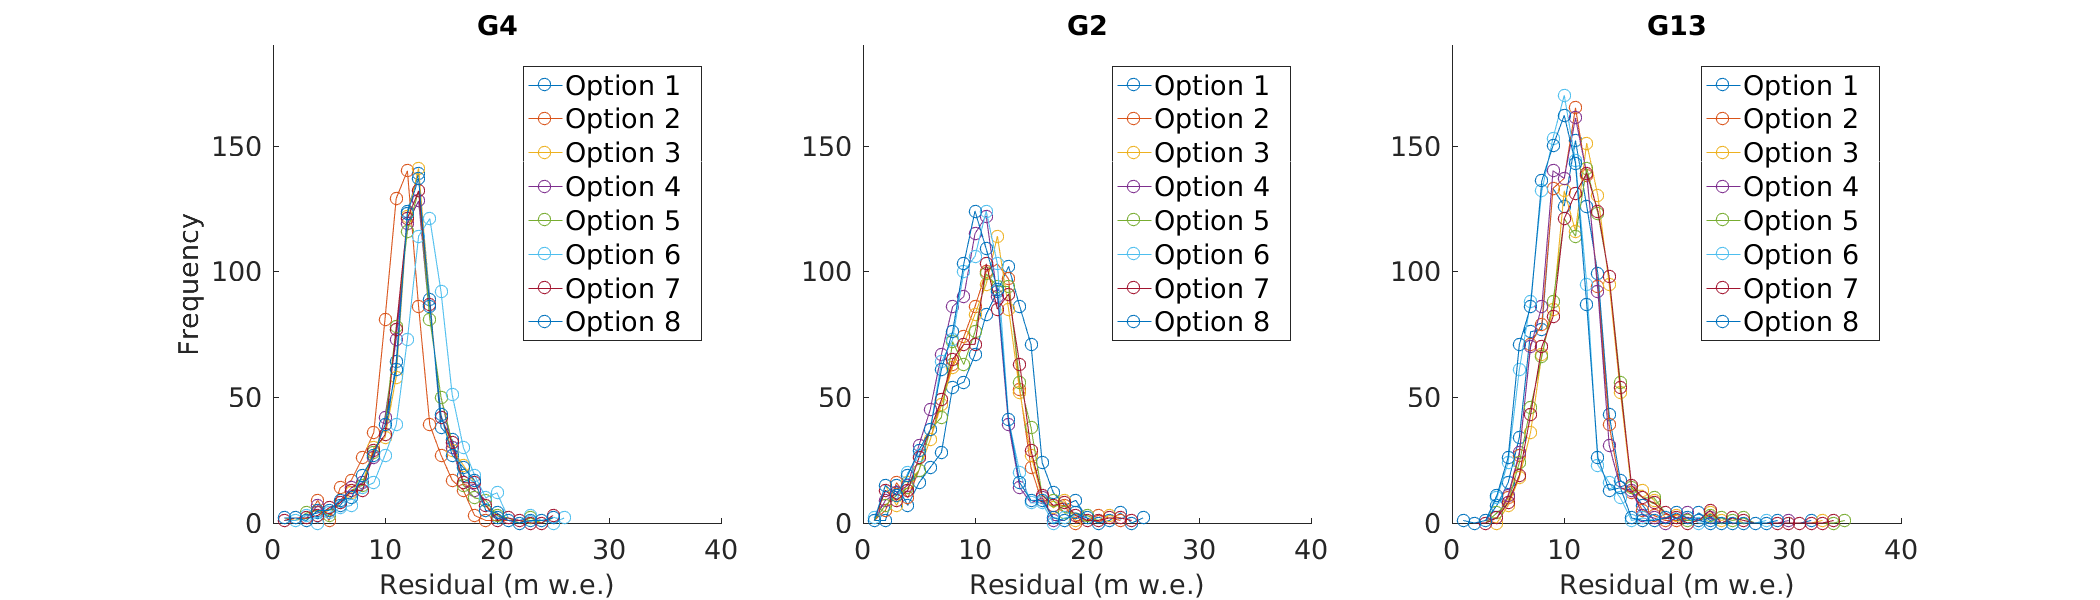 G4
Frequency
150
100
50
0
0 10 20 30 40
Residual (m w.e.)
Option 1
Option 2
Option 3
Option 4
Option 5
Option 6
Option 7
Option 8
G2
150
100
50
0
0 10 20 30 40
Residual (m w.e.)
Option 1
Option 2
Option 3
Option 4
Option 5
Option 6
Option 7
Option 8
G13
150
100
50
0
0 10 20 30 40
Residual (m w.e.)
Option 1
Option 2
Option 3
Option 4
Option 5
Option 6
Option 7
Option 8